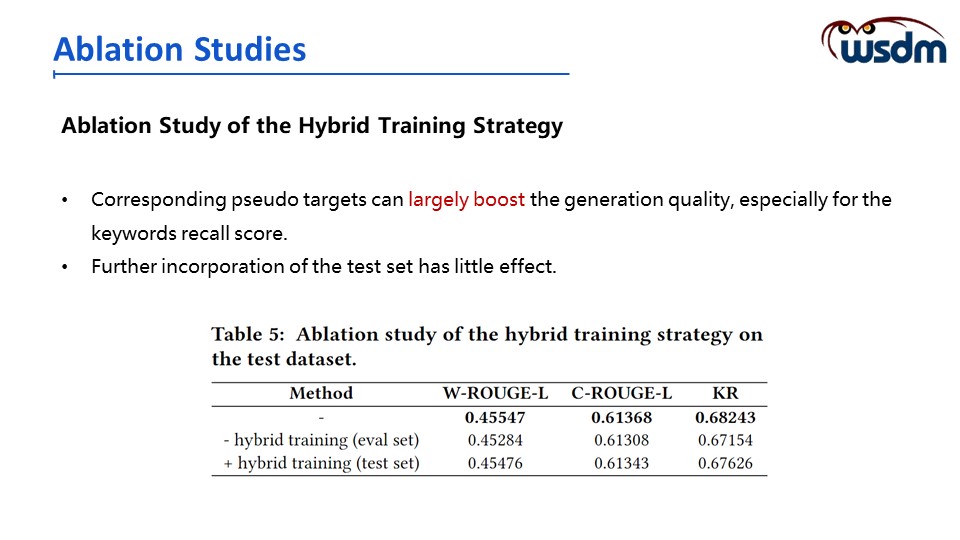 Ablation Studies
wsdm
Ablation Study of the Hybrid Training Strategy
• Corresponding pseudo targets can largely boost the generation quality, especially for the
keywords recall score.
• Further incorporation of the test set has little effect.
Table 5: Ablation study of the hybrid training strategy on
the test dataset.
Method W-ROUGE-L C-ROUGE-L KR
- 0.45547 0.61368 0.68243
- hybrid training (eval set) 0.45284 0.61308 0.67154
+ hybrid training (test set) 0.45476 0.61343 0.67626